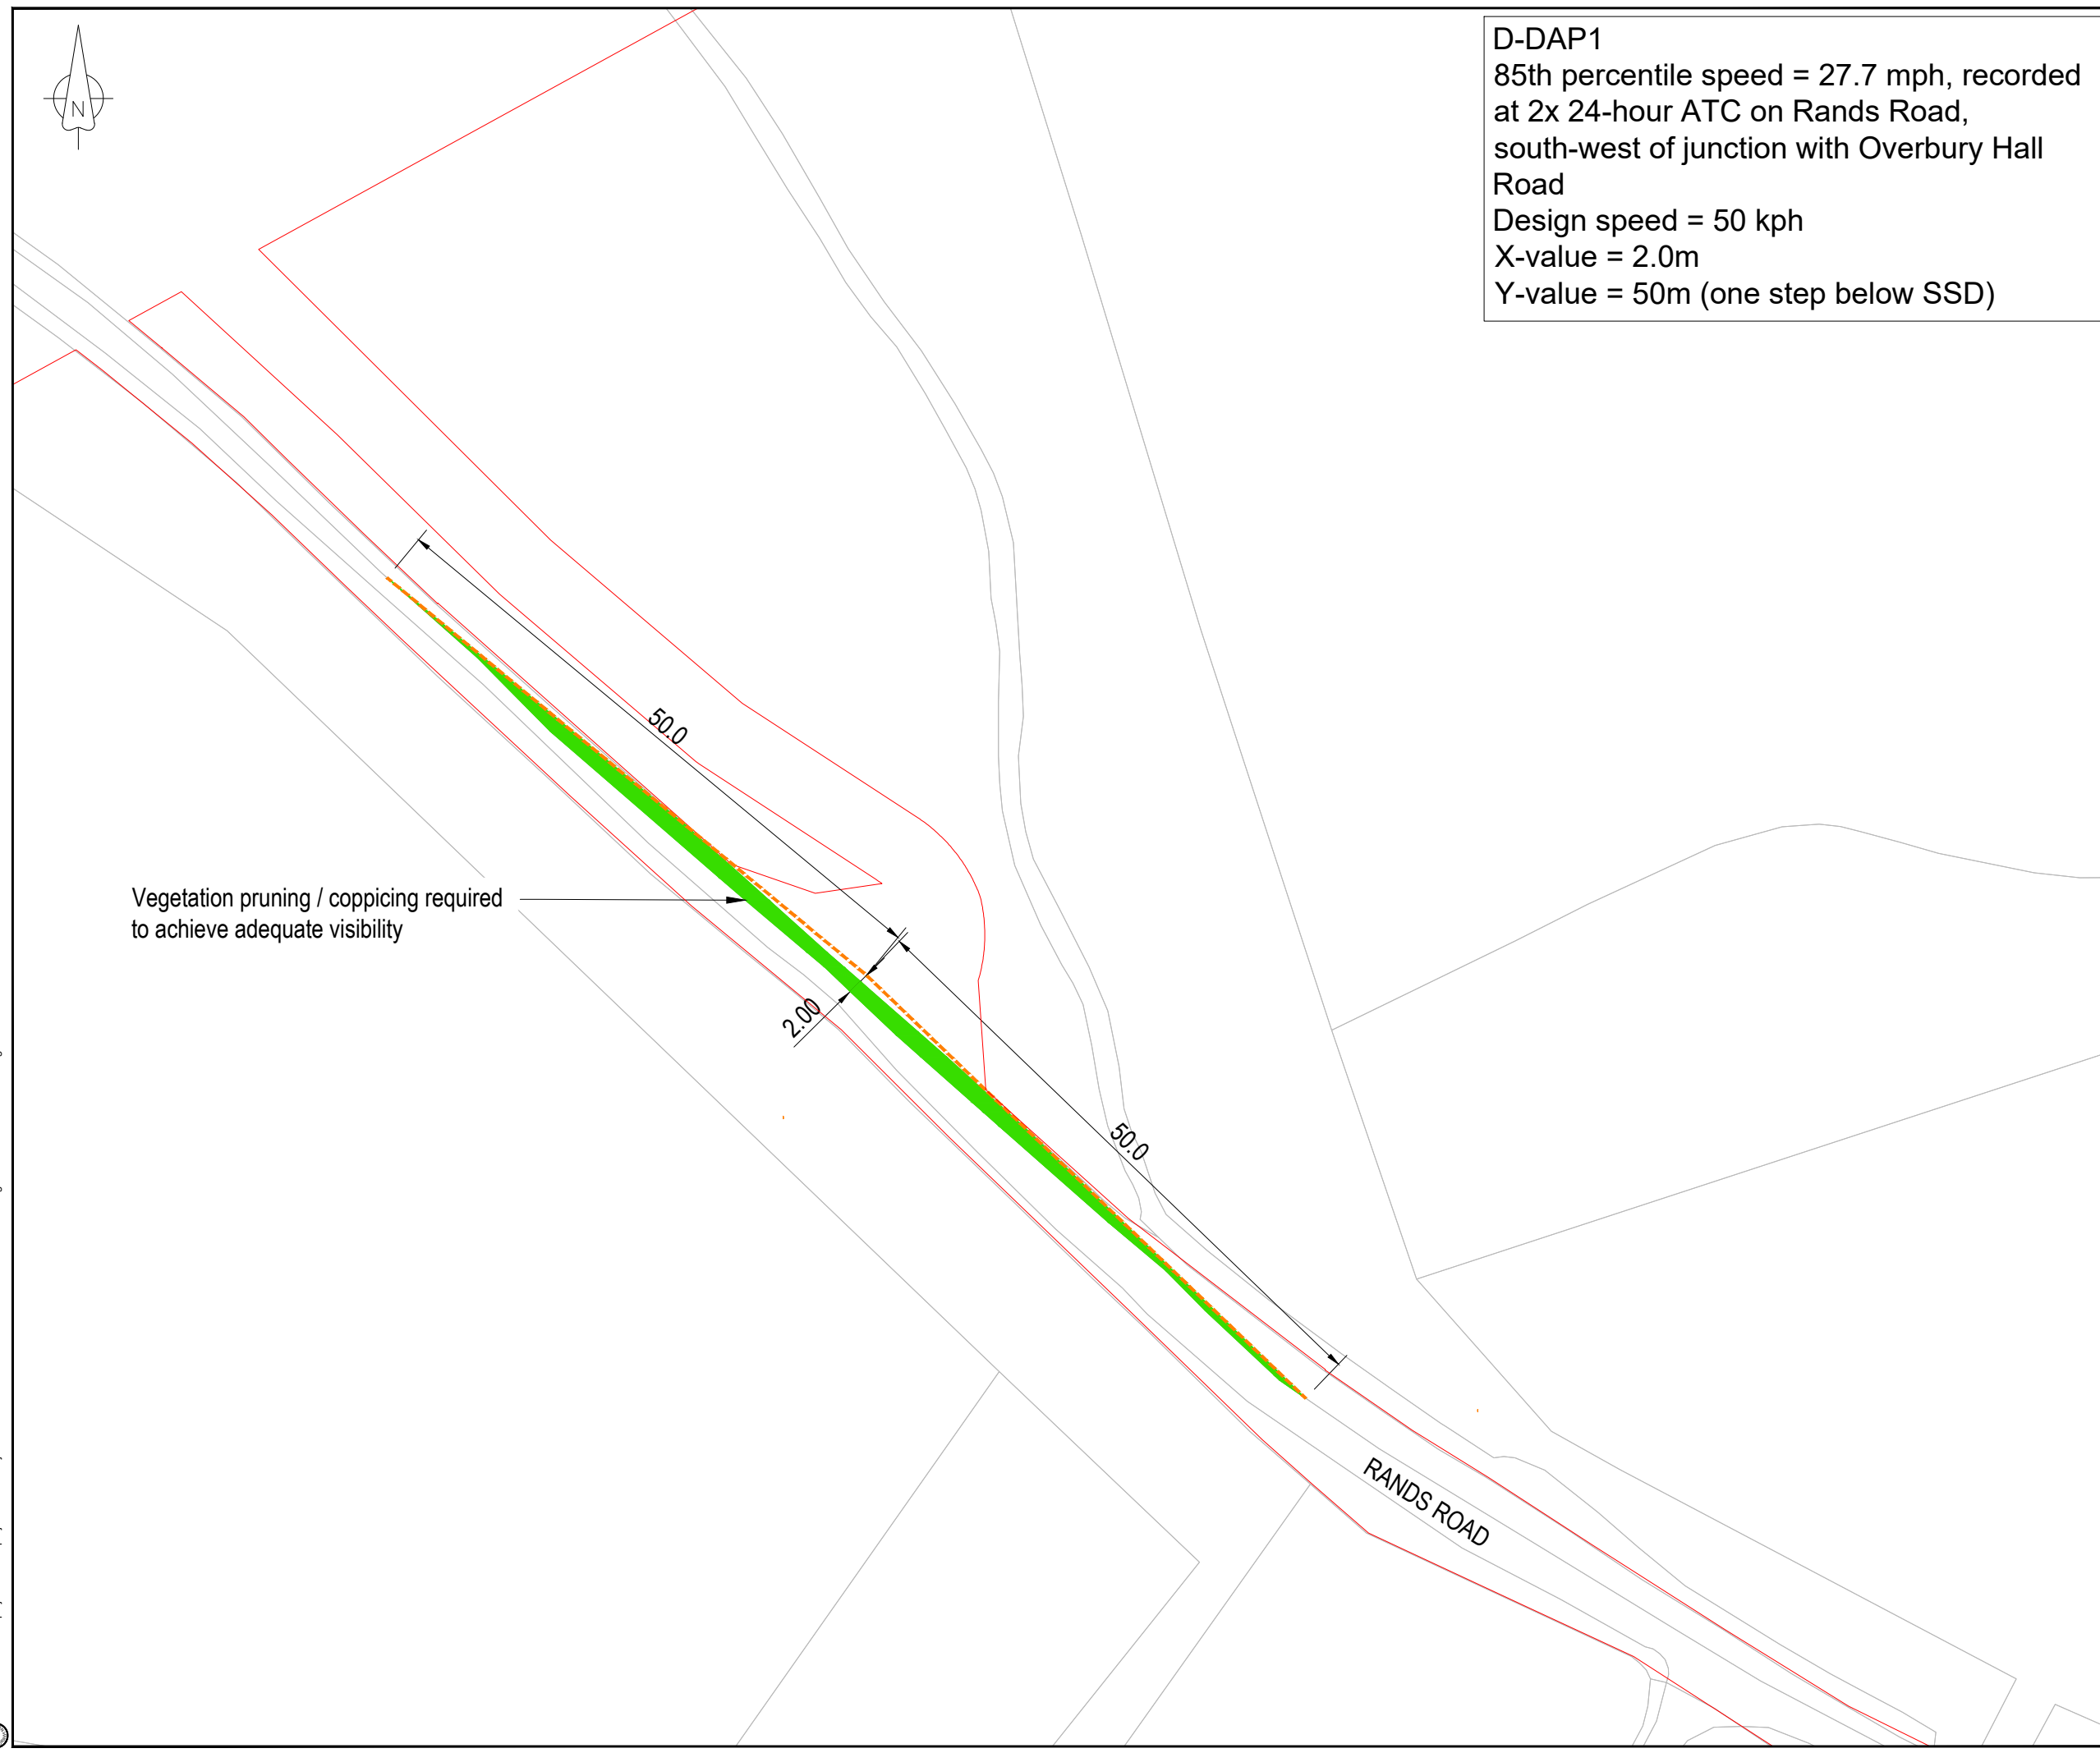 N
D-DAP1
85th percentile speed = 27.7 mph, recorded
at 2x 24-hour ATC on Rands Road,
south-west of junction with Overbury Hall
Road
Design speed = 50 kph
X-value = 2.0m
Y-value = 50m (one step below SSD)
50.0
Vegetation pruning / coppicing required
to achieve adequate visibility
2.00
50.0
RANDS ROAD